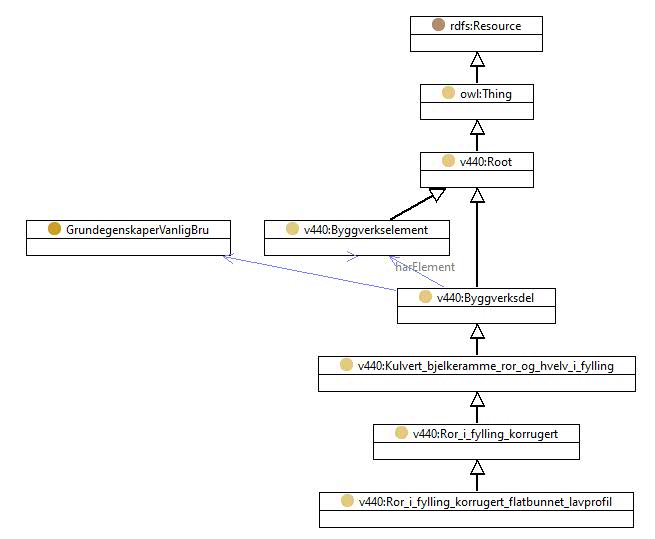 rdfs:Resource
owl:Thing
v440:Root
GrundegenskaperVanligBru
v440:Byggverkselement
harElement
v440:Byggverksdel
v440:Kulvert_bjelkeramme_ror_og_hvelv_i_fylling
v440:Ror_i_fylling_korrugert
v440:Ror_i_fylling_korrugert_flatbunnet_lavprofil